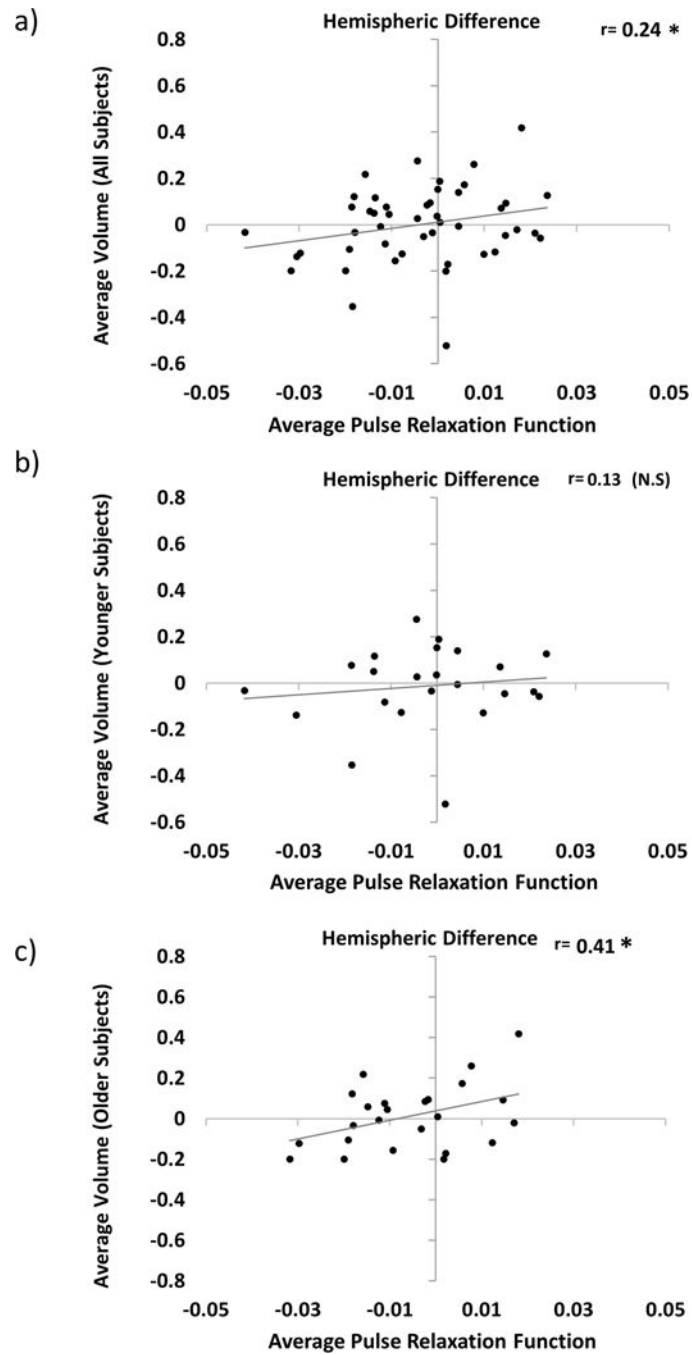 a)
Hemispheric Difference
r= 0.24 *
Average Volume (All Subjects)
0.8
0.6
0.4
0.2
0
-0.2
-0.4
-0.6
-0.05 -0.03 -0.01 0.01 0.03 0.05
Average Pulse Relaxation Function
b)
Hemispheric Difference
r= 0.13 (N.S)
Average Volume (Younger Subjects)
0.8
0.6
0.4
0.2
0
-0.2
-0.4
-0.6
-0.05 -0.03 -0.01 0.01 0.03 0.05
Average Pulse Relaxation Function
c)
Hemispheric Difference
r= 0.41 *
Average Volume (Older Subjects)
0.8
0.6
0.4
0.2
0
-0.2
-0.4
-0.6
-0.8
-0.05 -0.03 -0.01 0.01 0.03 0.05
Average Pulse Relaxation Function